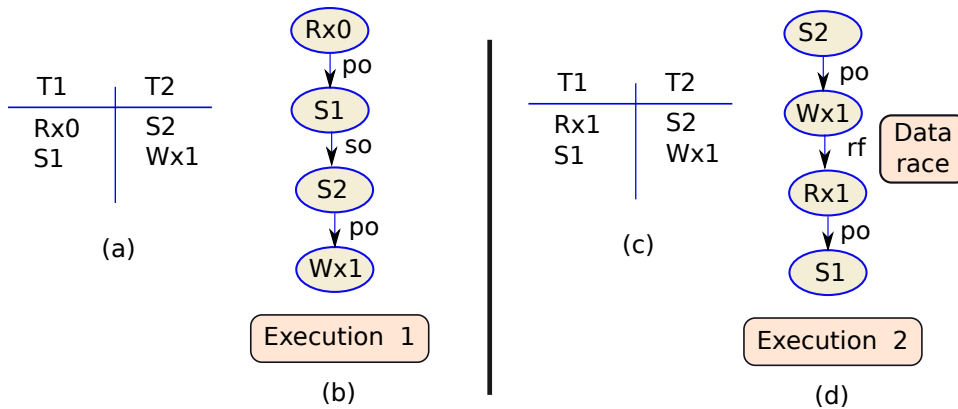 T1 T2
Rx0 S2
S1 Wx1
(a)
Rx0
po
S1
so
S2
po
Wx1
Execution 1
(b)
T1 T2
Rx1 S2
S1 Wx1
(c)
S2
po
Wx1
rf
Data
race
Rx1
po
S1
Execution 2
(d)